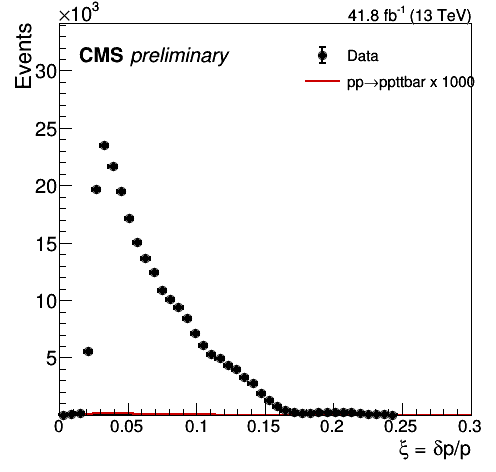 ×10³
41.8 fb⁻¹ (13 TeV)
Events
CMS preliminary
Data
pp→ppttbar x 1000
30
25
20
15
10
5
0 0.05 0.1 0.15 0.2 0.25 0.3
ξ = δp/p